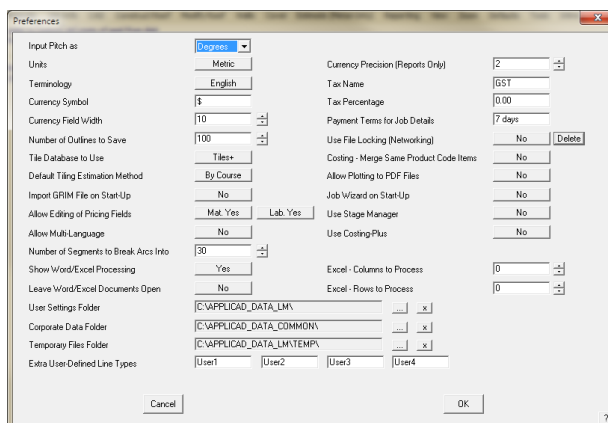 Preferences
Input Pitch as Degrees
Units Metric Currency Precision (Reports Only) 2
Terminology English Tax Name GST
Currency Symbol $ Tax Percentage 0.00
Currency Field Width 10 Payment Terms for Job Details 7 days
Number of Outlines to Save 100 Use File Locking (Networking) No Delete
Tile Database to Use Tiles+ Costing - Merge Same Product Code Items No
Default Tiling Estimation Method By Course Allow Plotting to PDF Files No
Import GRIM File on Start-Up No Job Wizard on Start-Up No
Allow Editing of Pricing Fields Mat. Yes Lab. Yes Use Stage Manager No
Allow Multi-Language No Use Costing-Plus No
Number of Segments to Break Arcs Into 30
Show Word/Excel Processing Yes Excel - Columns to Process 0
Leave Word/Excel Documents Open No Excel - Rows to Process 0
User Settings Folder C:\APPLICAD_DATA_LM\ ... x
Corporate Data Folder C:\APPLICAD_DATA_COMMON\ ... x
Temporary Files Folder C:\APPLICAD_DATA_LM\TEMP\ ... x
Extra User-Defined Line Types User1 User2 User3 User4
Cancel OK
?